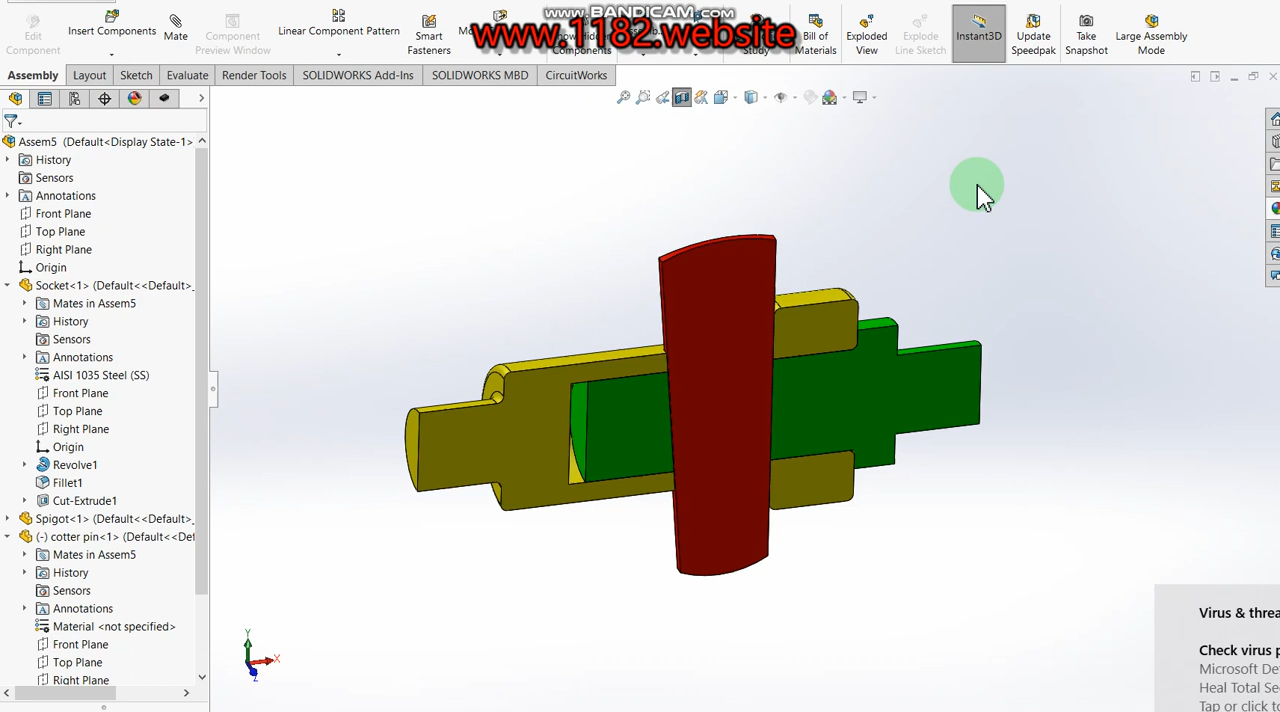 www.BANDICAM.com
www.1182.website
Edit Component
Insert Components
Mate
Component Preview Window
Linear Component Pattern
Smart Fasteners
Components
Study
Bill of Materials
Exploded View
Explode Line Sketch
Instant3D
Update Speedpak
Take Snapshot
Large Assembly Mode
Assembly Layout Sketch Evaluate Render Tools SOLIDWORKS Add-Ins SOLIDWORKS MBD CircuitWorks
Assem5 (Default<Display State-1>
History
Sensors
Annotations
Front Plane
Top Plane
Right Plane
Origin
Socket<1> (Default<<Default>_
Mates in Assem5
History
Sensors
Annotations
AISI 1035 Steel (SS)
Front Plane
Top Plane
Right Plane
Origin
Revolve1
Fillet1
Cut-Extrude1
Spigot<1> (Default<<Default>_
(-) cotter pin<1> (Default<<Def
Mates in Assem5
History
Sensors
Annotations
Material <not specified>
Front Plane
Top Plane
Right Plane
Y
X
Z
Virus & threa
Check virus p
Microsoft De
Heal Total Se
Tap or click to